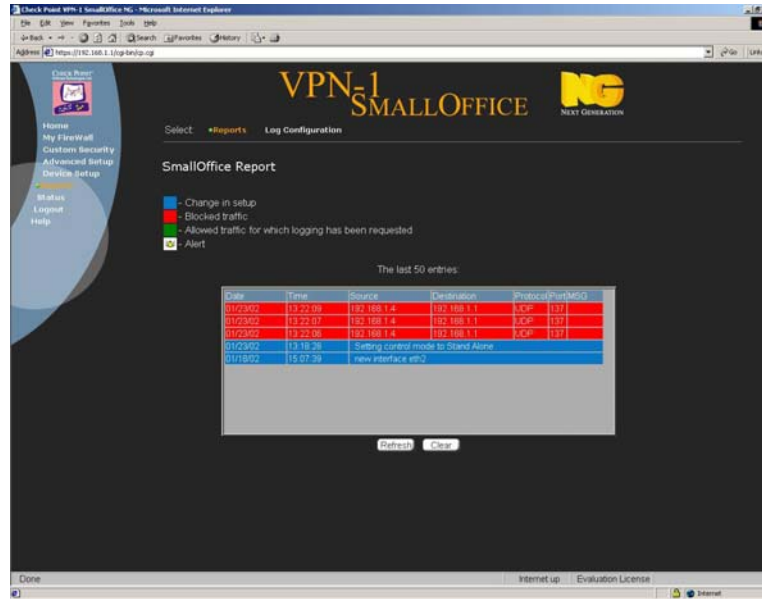 Check Point VPN-1 SmallOffice NG - Microsoft Internet Explorer
File Edit View Favorites Tools Help
Back Search Favorites History
Address https://192.168.1.1/cgi-bin/cp.cgi Go
CHECK POINT
VPN-1
SMALLOFFICE
NG
NEXT GENERATION
Home
My FireWall
Custom Security
Advanced Setup
Device Setup
Reports
Status
Logout
Help
Select: Reports Log Configuration
SmallOffice Report
- Change in setup
- Blocked traffic
- Allowed traffic for which logging has been requested
- Alert
The last 50 entries:
Date Time Source Destination Protocol Port MSG
01/23/02 13:22:09 192.168.1.4 192.168.1.1 UDP 137
01/23/02 13:22:07 192.168.1.4 192.168.1.1 UDP 137
01/23/02 13:22:06 192.168.1.4 192.168.1.1 UDP 137
01/23/02 13:18:28 Setting control mode to Stand Alone
01/18/02 15:07:39 new interface eth2
Refresh Clear
Done Internet up Evaluation License
Internet